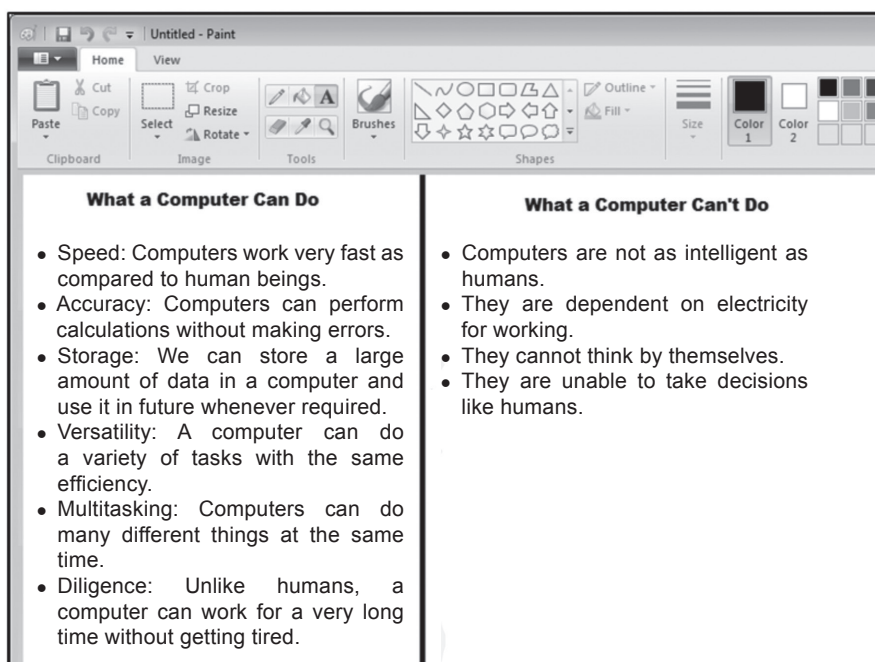 Untitled - Paint
Home View
Paste
Cut
Copy
Clipboard
Select
Crop
Resize
Rotate
Image
A
Tools
Brushes
Shapes
Outline
Fill
Size
Color 1
Color 2
What a Computer Can Do
• Speed: Computers work very fast as
compared to human beings.
• Accuracy: Computers can perform
calculations without making errors.
• Storage: We can store a large
amount of data in a computer and
use it in future whenever required.
• Versatility: A computer can do
a variety of tasks with the same
efficiency.
• Multitasking: Computers can do
many different things at the same
time.
• Diligence: Unlike humans, a
computer can work for a very long
time without getting tired.
What a Computer Can't Do
• Computers are not as intelligent as
humans.
• They are dependent on electricity
for working.
• They cannot think by themselves.
• They are unable to take decisions
like humans.